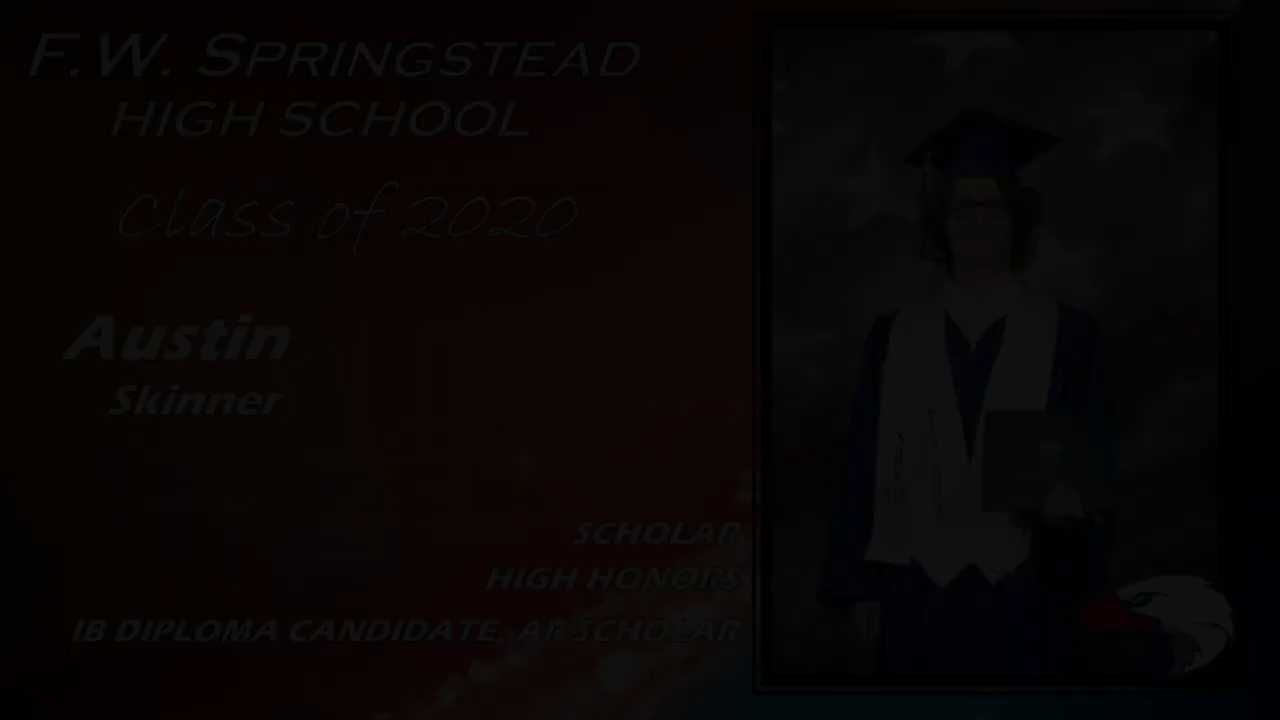 F.W. SPRINGSTEAD
HIGH SCHOOL
Class of 2020
Austin
Skinner
SCHOLAR
HIGH HONORS
IB DIPLOMA CANDIDATE, AP SCHOLAR